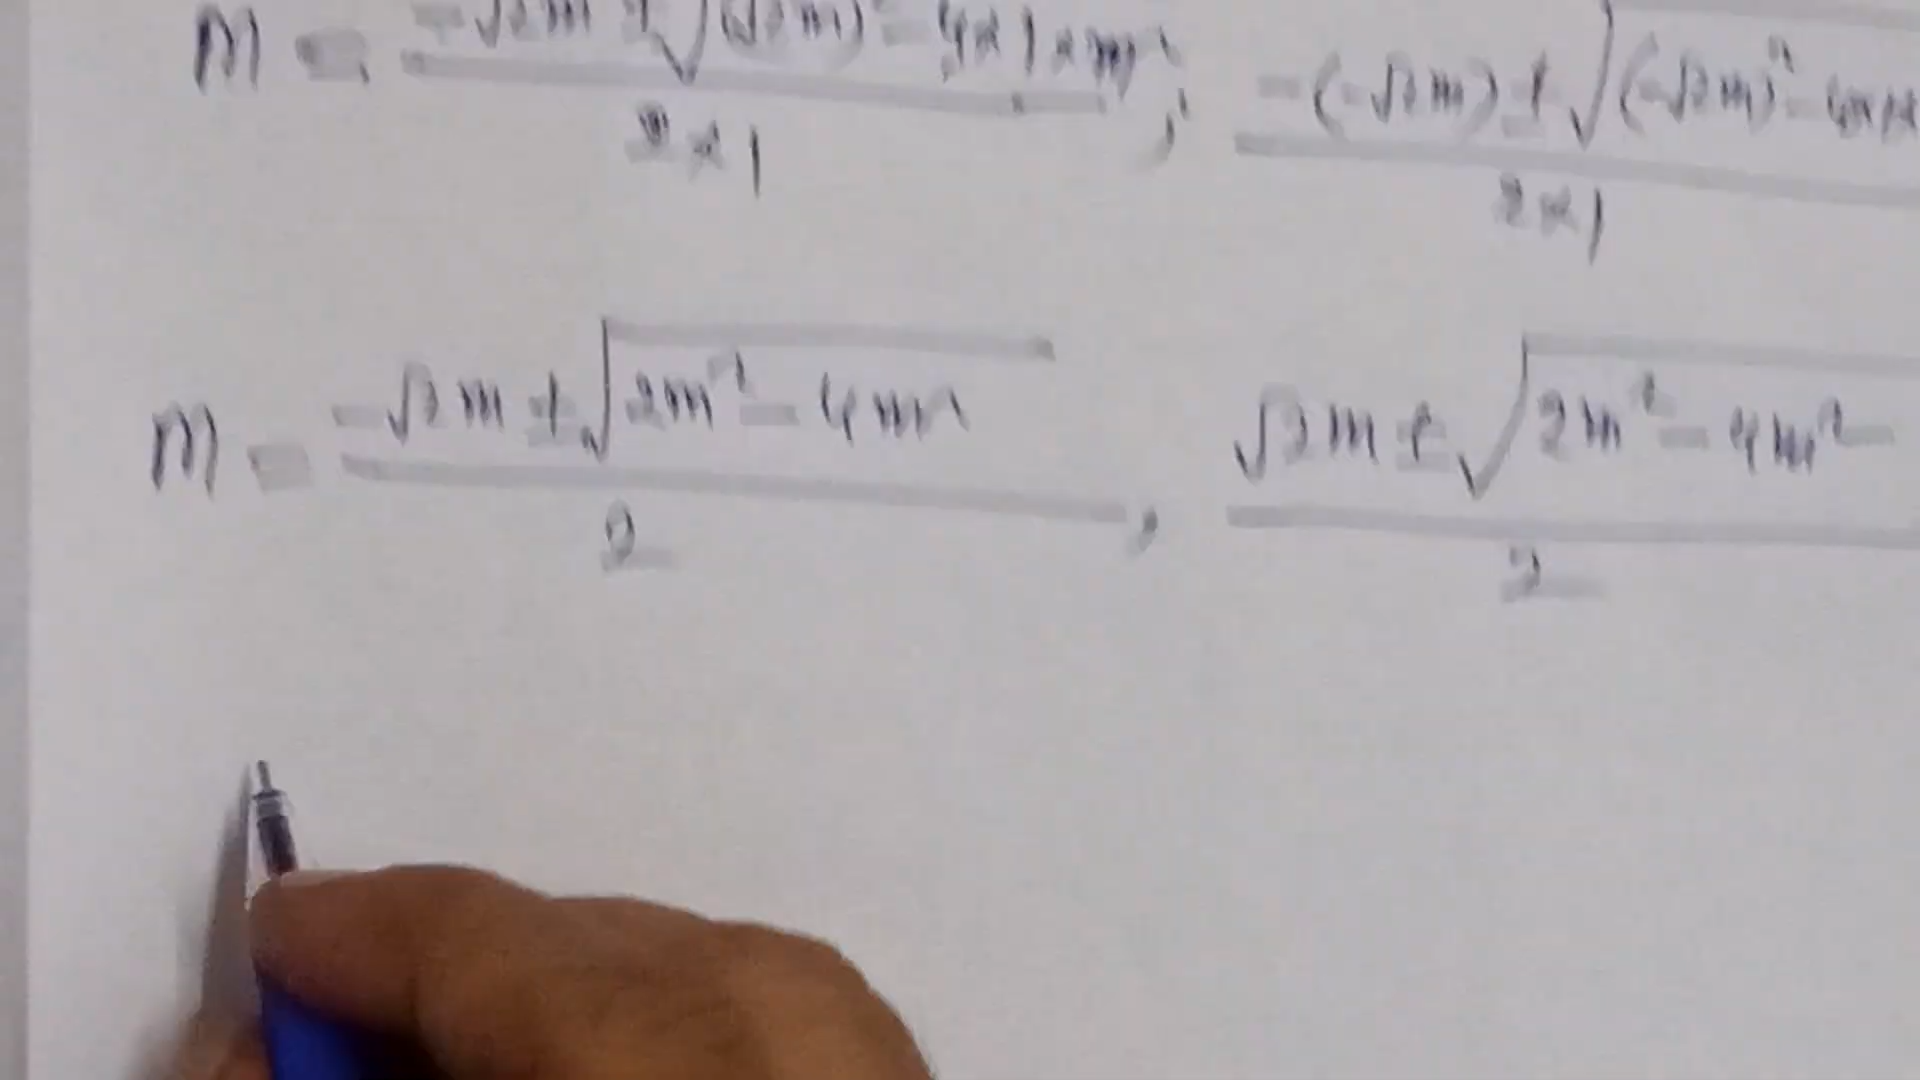 m = -√2m ± √(√2m)² - 4×1×m² / 2×1 , -(-√2m) ± √(-√2m)² - 4×1× / 2×1
m = -√2m ± √2m² - 4m² / 2 , √2m ± √2m² - 4m² / 2